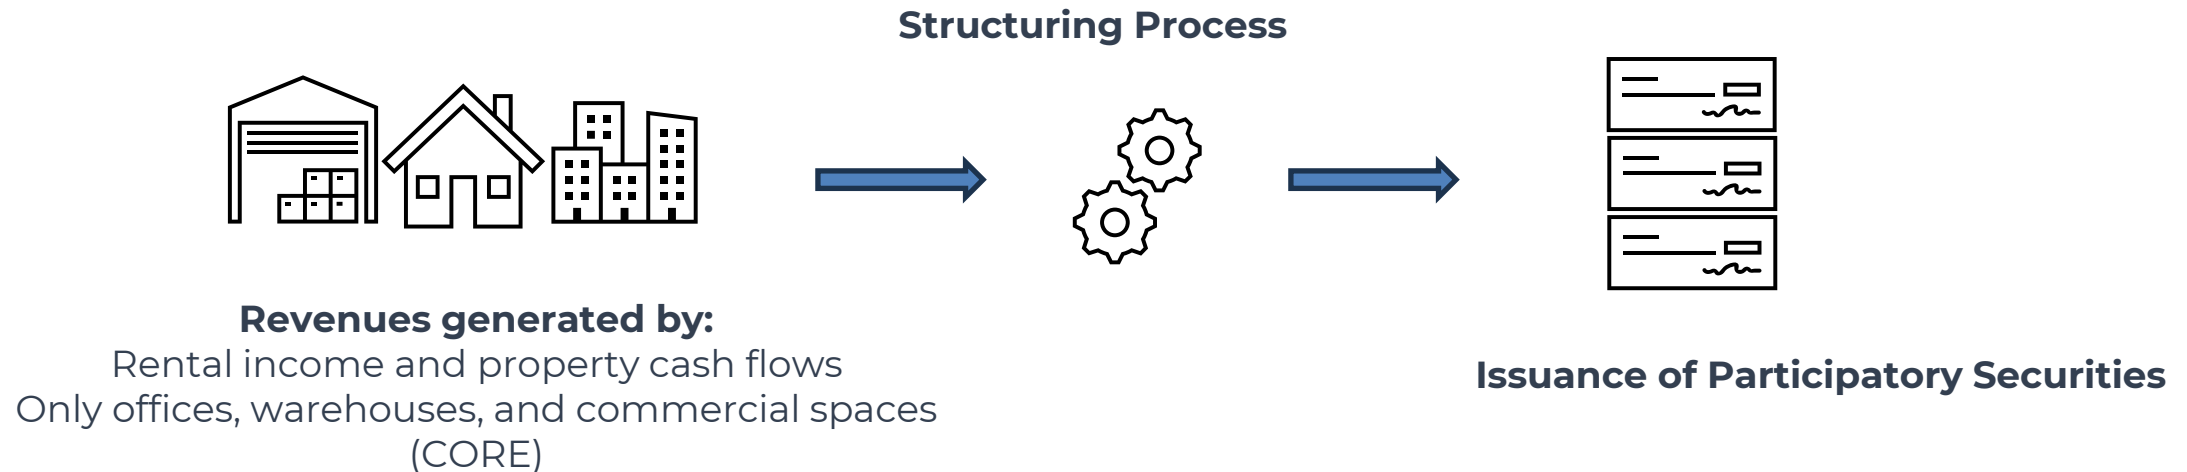 Structuring Process
Revenues generated by:
Rental income and property cash flows
Only offices, warehouses, and commercial spaces
(CORE)
Issuance of Participatory Securities